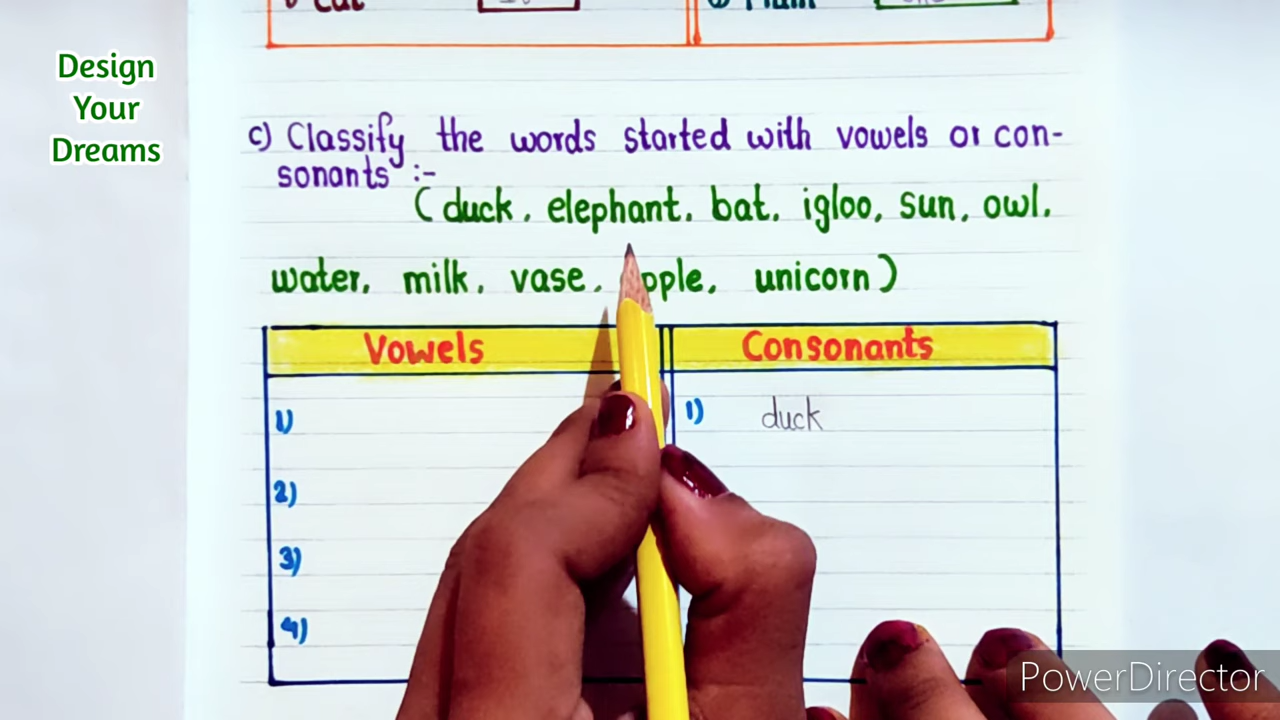 Design
Your
Dreams
c) Classify the words started with vowels or con-
sonants :-
(duck, elephant, bat, igloo, sun, owl,
water, milk, vase, pple, unicorn)
Vowels
Consonants
1)
1) duck
2)
3)
4)
PowerDirector